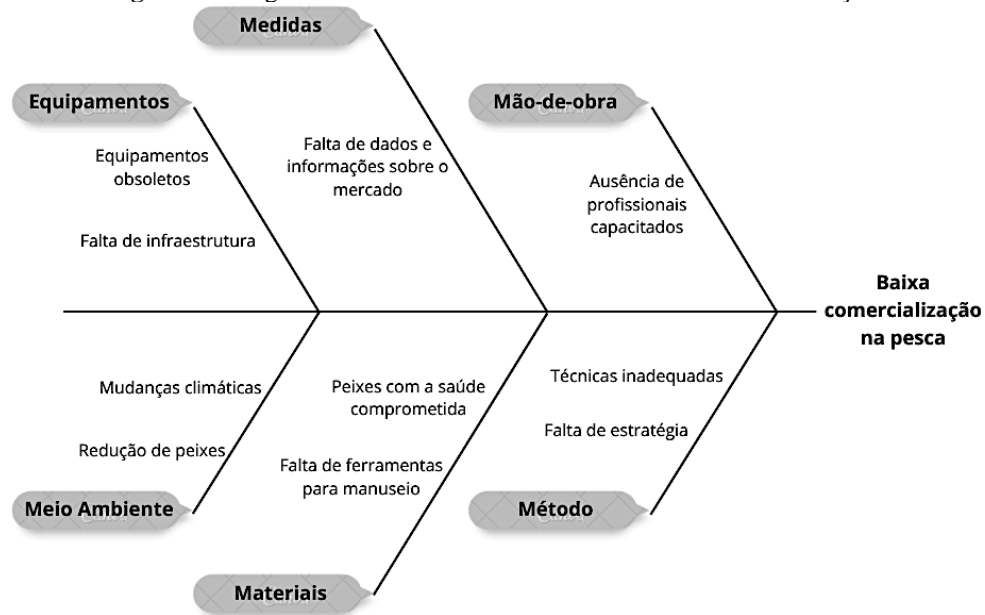 Medidas
Equipamentos
Mão-de-obra
Equipamentos
obsoletos
Falta de infraestrutura
Falta de dados e
informações sobre o
mercado
Ausência de
profissionais
capacitados
Baixa
comercialização
na pesca
Mudanças climáticas
Redução de peixes
Peixes com a saúde
comprometida
Falta de ferramentas
para manuseio
Técnicas inadequadas
Falta de estratégia
Meio Ambiente
Método
Materiais